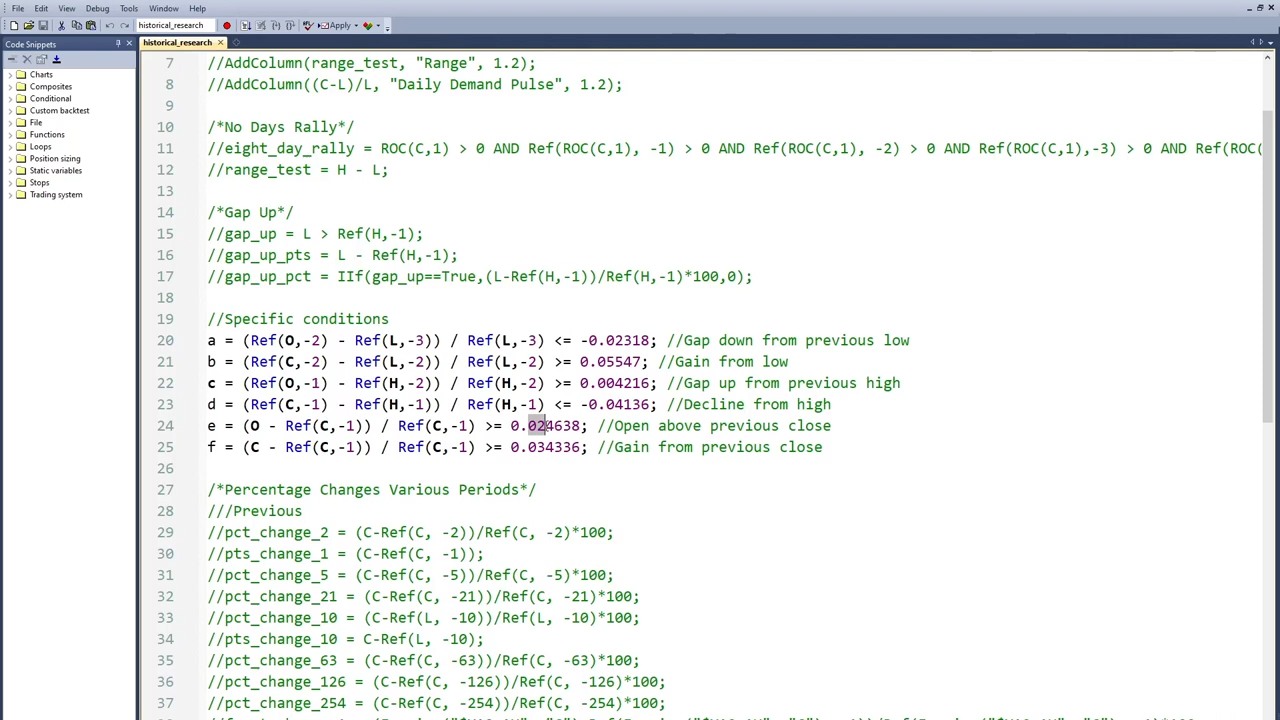 File Edit View Debug Tools Window Help
historical_research Apply
Code Snippets
historical_research
Charts
Composites
Conditional
Custom backtest
File
Functions
Loops
Position sizing
Static variables
Stops
Trading system
7 //AddColumn(range_test, "Range", 1.2);
8 //AddColumn((C-L)/L, "Daily Demand Pulse", 1.2);
9
10 /*No Days Rally*/
11 //eight_day_rally = ROC(C,1) > 0 AND Ref(ROC(C,1), -1) > 0 AND Ref(ROC(C,1), -2) > 0 AND Ref(ROC(C,1),-3) > 0 AND Ref(ROC(
12 //range_test = H - L;
13
14 /*Gap Up*/
15 //gap_up = L > Ref(H,-1);
16 //gap_up_pts = L - Ref(H,-1);
17 //gap_up_pct = IIf(gap_up==True,(L-Ref(H,-1))/Ref(H,-1)*100,0);
18
19 //Specific conditions
20 a = (Ref(O,-2) - Ref(L,-3)) / Ref(L,-3) <= -0.02318; //Gap down from previous low
21 b = (Ref(C,-2) - Ref(L,-2)) / Ref(L,-2) >= 0.05547; //Gain from low
22 c = (Ref(O,-1) - Ref(H,-2)) / Ref(H,-2) >= 0.004216; //Gap up from previous high
23 d = (Ref(C,-1) - Ref(H,-1)) / Ref(H,-1) <= -0.04136; //Decline from high
24 e = (O - Ref(C,-1)) / Ref(C,-1) >= 0.024638; //Open above previous close
25 f = (C - Ref(C,-1)) / Ref(C,-1) >= 0.034336; //Gain from previous close
26
27 /*Percentage Changes Various Periods*/
28 ///Previous
29 //pct_change_2 = (C-Ref(C, -2))/Ref(C, -2)*100;
30 //pts_change_1 = (C-Ref(C, -1));
31 //pct_change_5 = (C-Ref(C, -5))/Ref(C, -5)*100;
32 //pct_change_21 = (C-Ref(C, -21))/Ref(C, -21)*100;
33 //pct_change_10 = (C-Ref(L, -10))/Ref(L, -10)*100;
34 //pts_change_10 = C-Ref(L, -10);
35 //pct_change_63 = (C-Ref(C, -63))/Ref(C, -63)*100;
36 //pct_change_126 = (C-Ref(C, -126))/Ref(C, -126)*100;
37 //pct_change_254 = (C-Ref(C, -254))/Ref(C, -254)*100;